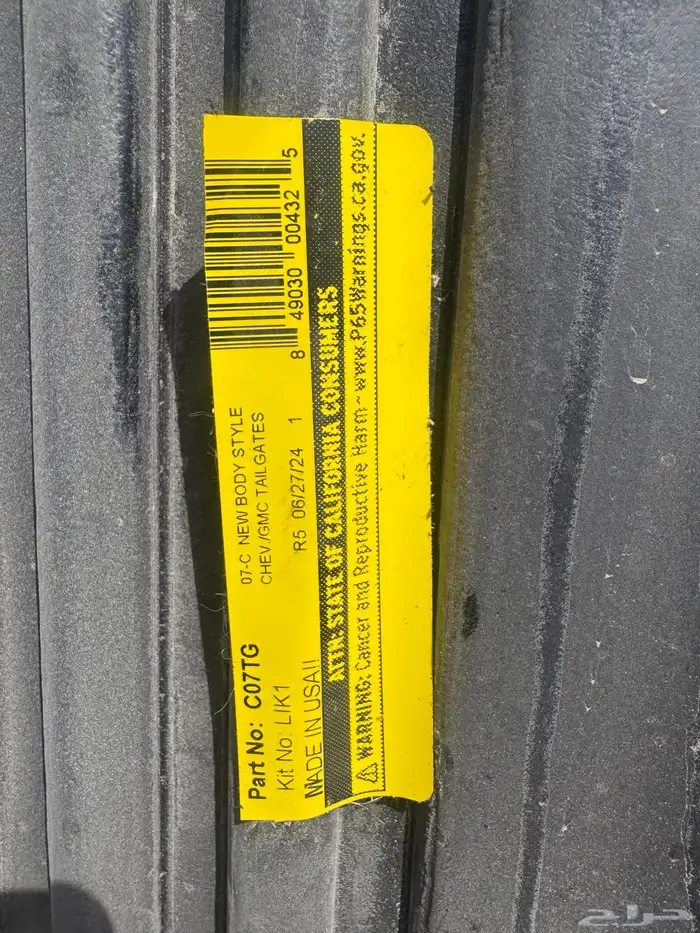 Part No: C07TG
07-C NEW BODY STYLE
CHEV./GMC TAILGATES
Kit No: LIK1
R5 06/27/24 1
MADE IN USA!!
8 49030 00432 5
ATTN: STATE OF CALIFORNIA CONSUMERS
WARNING: Cancer and Reproductive Harm - www.P65Warnings.ca.gov.
حراج